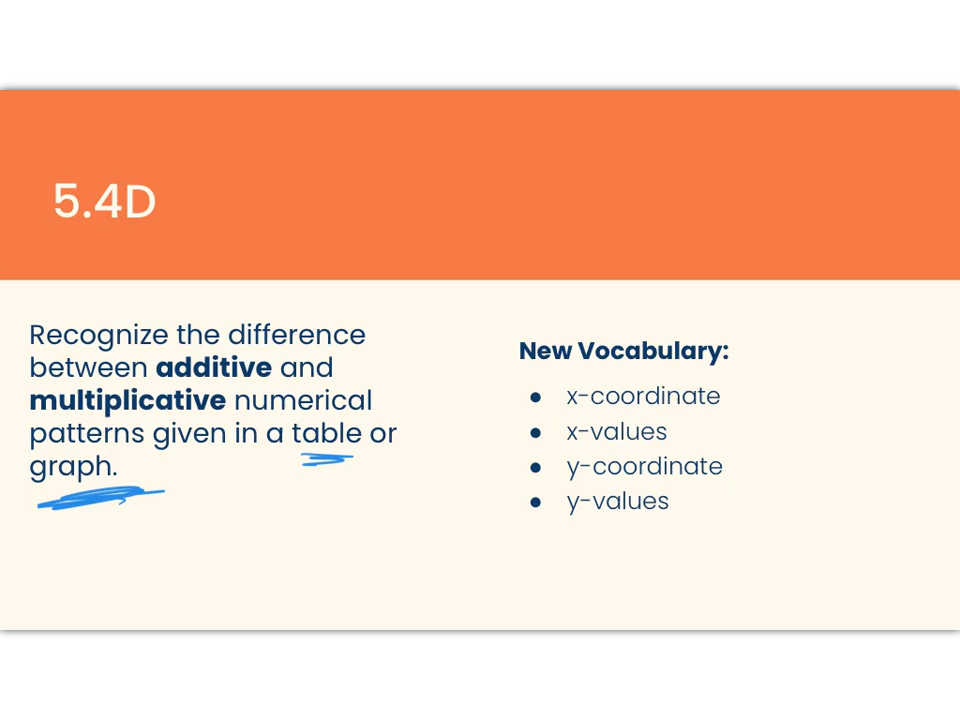 5.4D
Recognize the difference
between additive and
multiplicative numerical
patterns given in a table or
graph.
New Vocabulary:
● x-coordinate
● x-values
● y-coordinate
● y-values